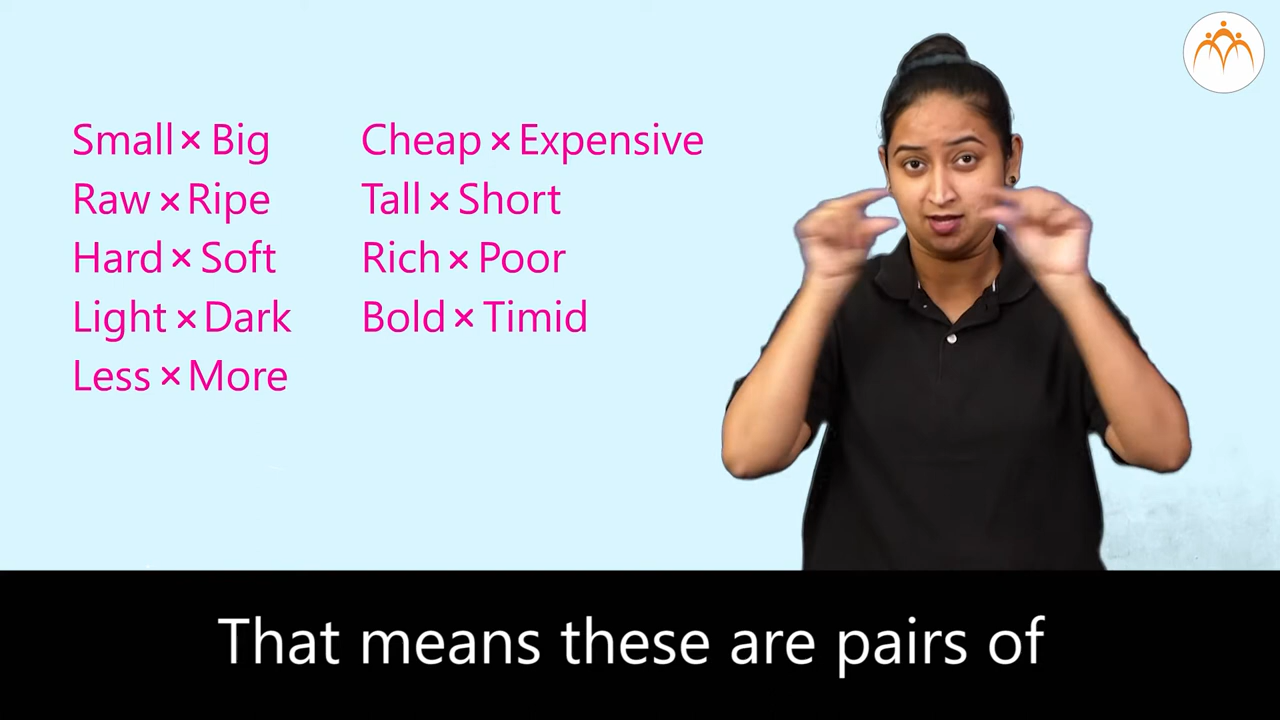 Small × Big
Raw × Ripe
Hard × Soft
Light × Dark
Less × More
Cheap × Expensive
Tall × Short
Rich × Poor
Bold × Timid
That means these are pairs of